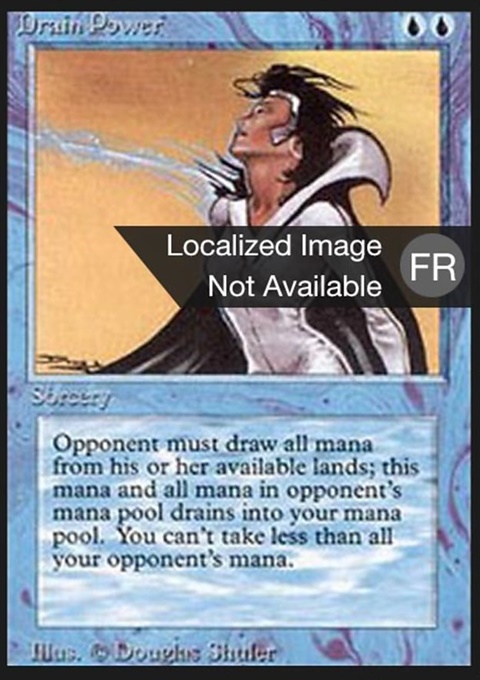 Drain Power
Localized Image
Not Available
FR
Sorcery
Opponent must draw all mana
from his or her available lands; this
mana and all mana in opponent's
mana pool drains into your mana
pool. You can't take less than all
your opponent's mana.
Illus. © Douglas Shuler